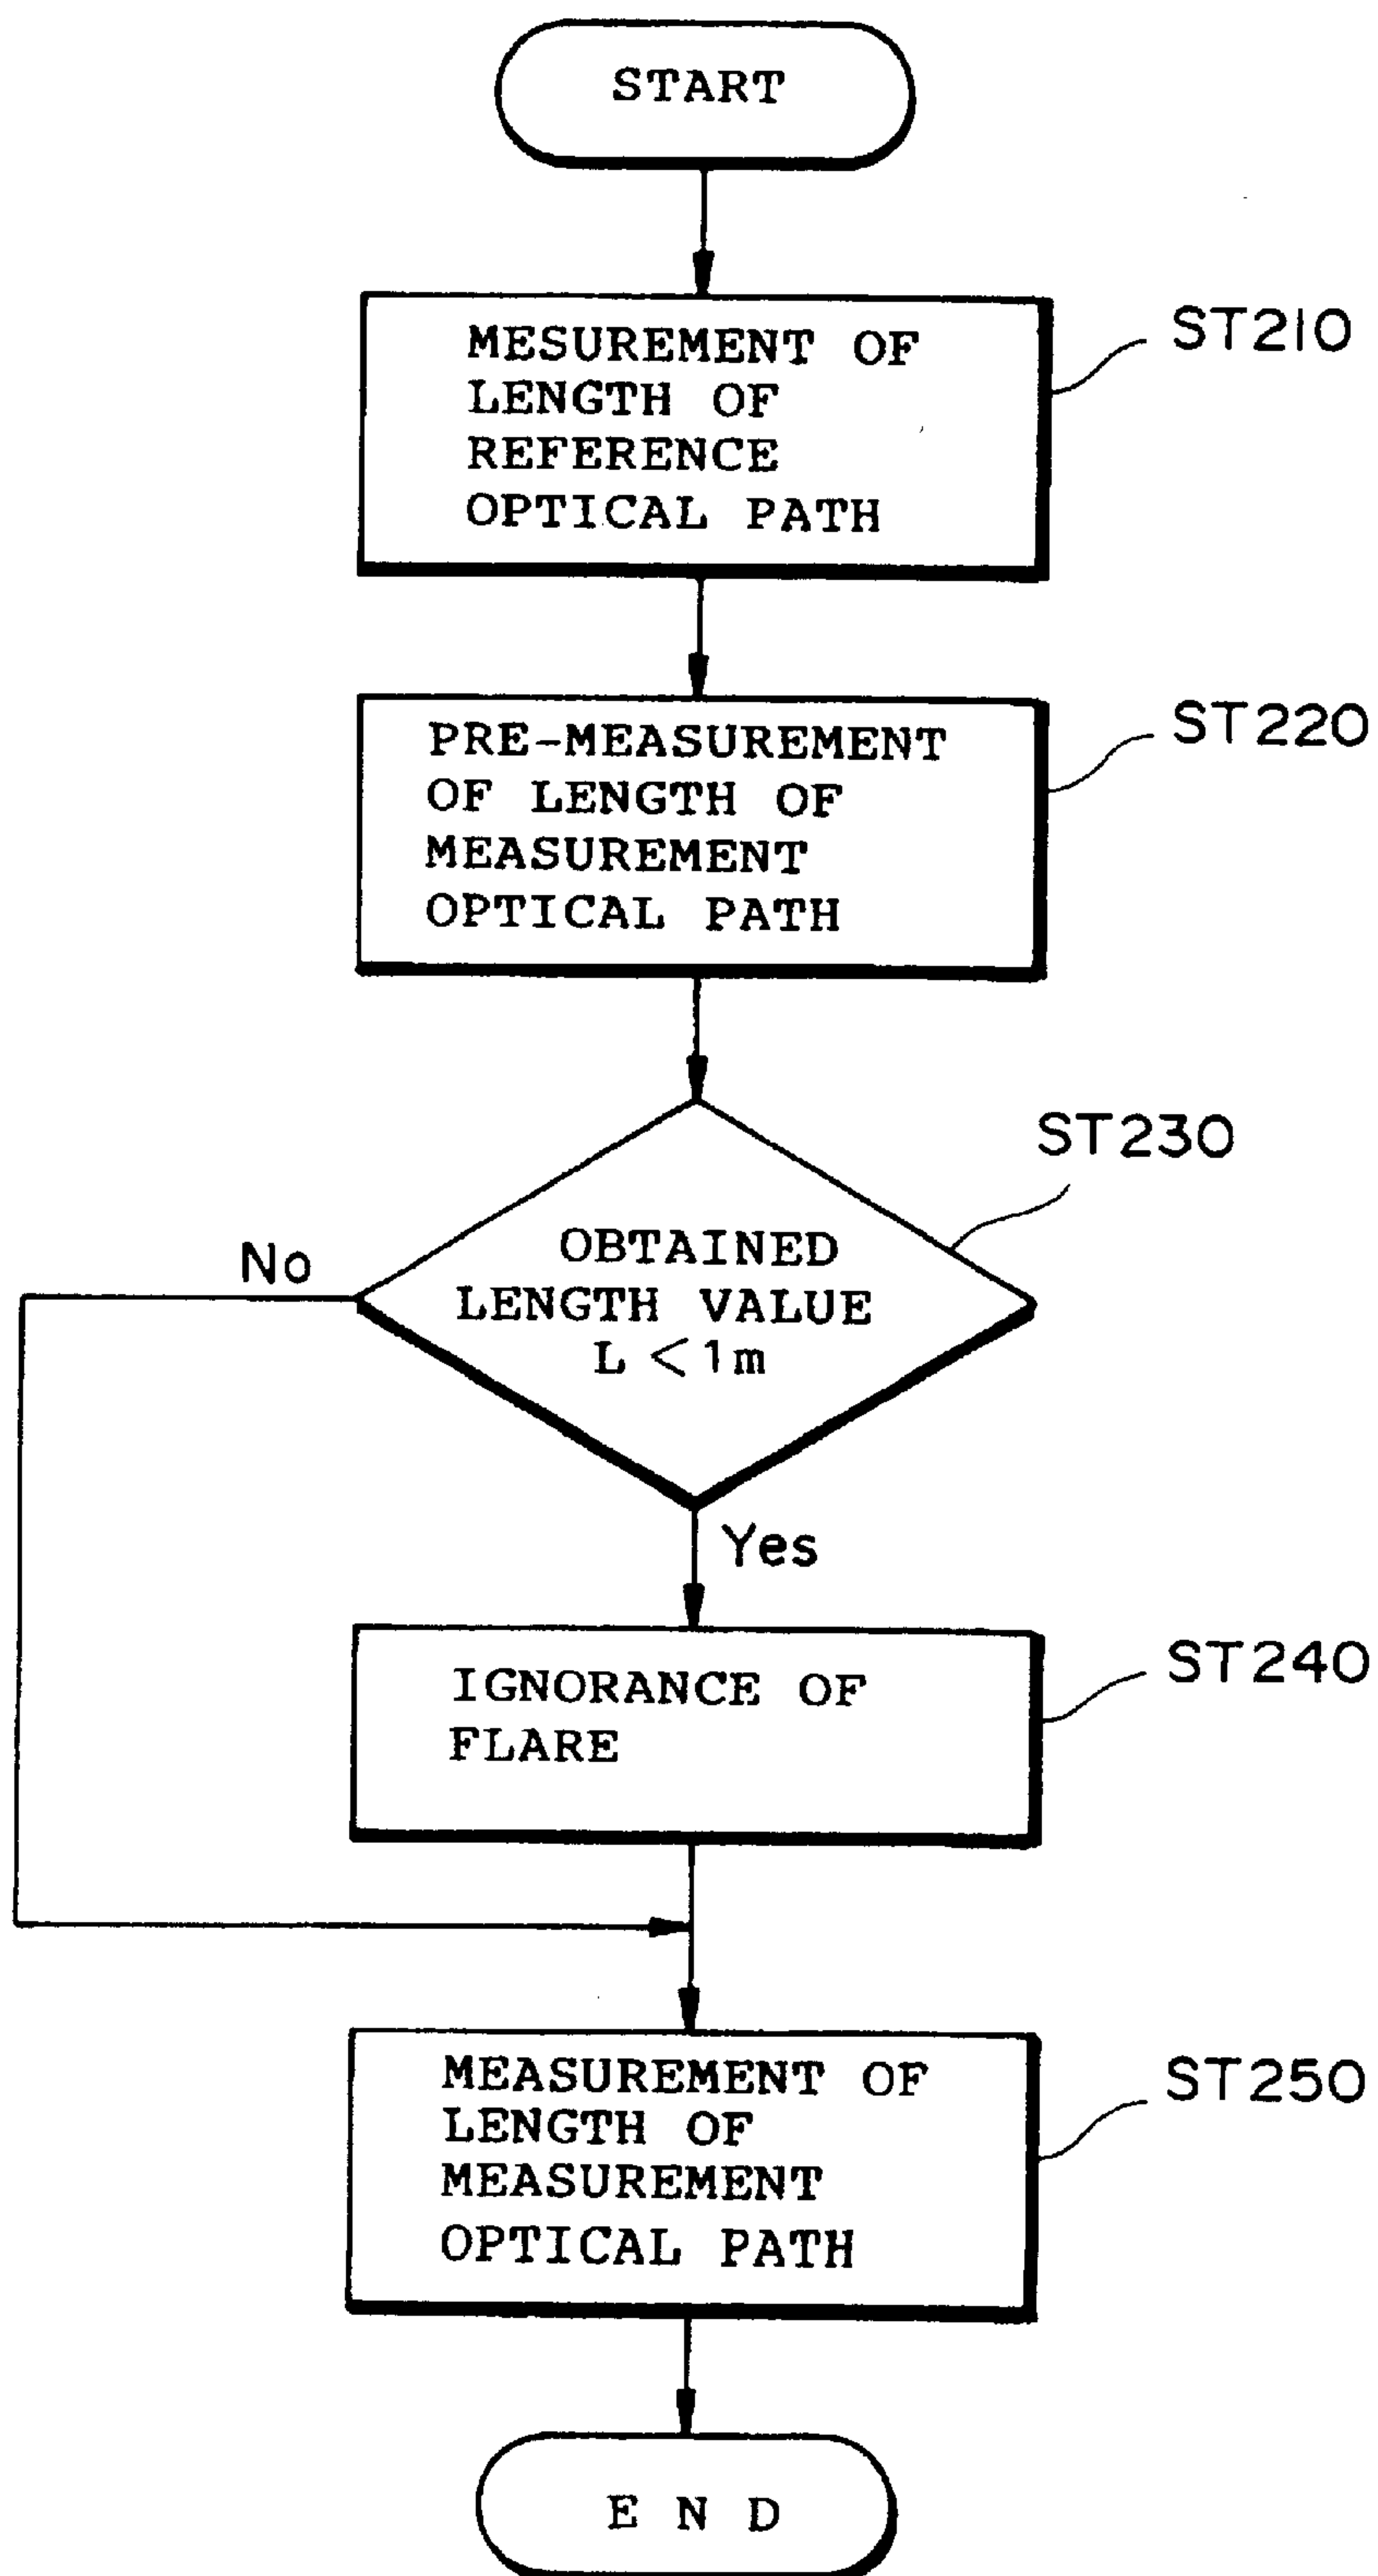 START
MESUREMENT OF
LENGTH OF
REFERENCE
OPTICAL PATH
ST210
PRE-MEASUREMENT
OF LENGTH OF
MEASUREMENT
OPTICAL PATH
ST220
OBTAINED
LENGTH VALUE
L < 1m
ST230
No
Yes
IGNORANCE OF
FLARE
ST240
MEASUREMENT OF
LENGTH OF
MEASUREMENT
OPTICAL PATH
ST250
E N D